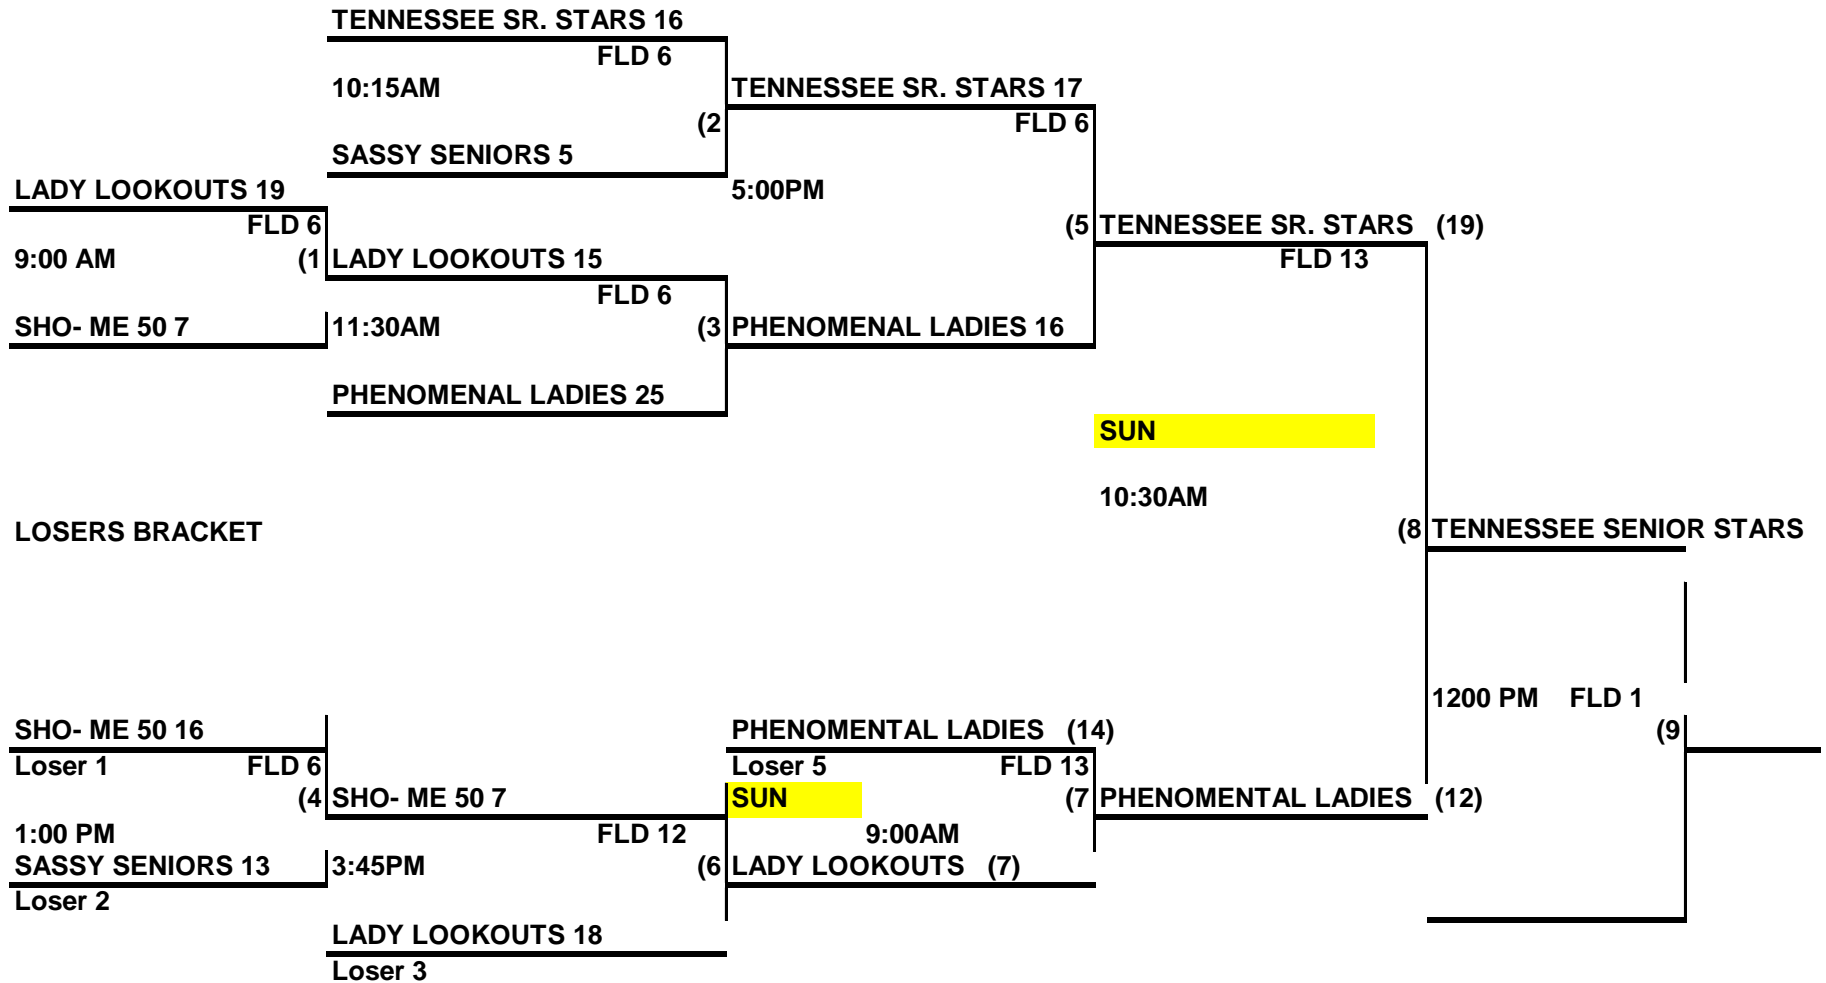 TENNESSEE SR. STARS 16
FLD 6
10:15AM
TENNESSEE SR. STARS 17
(2
FLD 6
SASSY SENIORS 5
LADY LOOKOUTS 19
5:00PM
FLD 6
(5 TENNESSEE SR. STARS (19)
9:00 AM
(1 LADY LOOKOUTS 15
FLD 13
FLD 6
SHO- ME 50 7
11:30AM
(3 PHENOMENAL LADIES 16
PHENOMENAL LADIES 25
SUN
10:30AM
LOSERS BRACKET
(8 TENNESSEE SENIOR STARS
1200 PM FLD 1
SHO- ME 50 16
PHENOMENTAL LADIES (14)
(9
Loser 1
FLD 6
Loser 5
FLD 13
(4 SHO- ME 50 7
SUN
(7 PHENOMENTAL LADIES (12)
1:00 PM
FLD 12
9:00AM
SASSY SENIORS 13
3:45PM
(6 LADY LOOKOUTS (7)
Loser 2
LADY LOOKOUTS 18
Loser 3